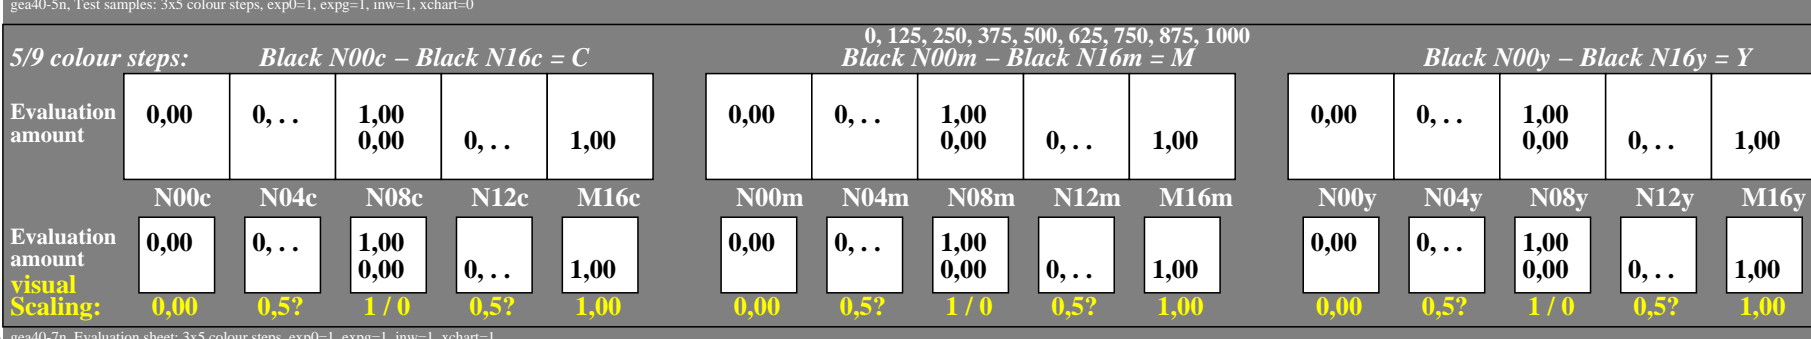 gea40-5n, Test samples: 3x5 colour steps, exp0=1, expg=1, inw=1, xchart=0
0, 125, 250, 375, 500, 625, 750, 875, 1000
5/9 colour steps: Black N00c – Black N16c = C Black N00m – Black N16m = M Black N00y – Black N16y = Y
Evaluation amount
0,00 0, . . 1,00 0,00 0, . . 1,00 0,00 0, . . 1,00 0,00 0, . . 1,00 0,00 0, . . 1,00 0,00 0, . . 1,00
N00c N04c N08c N12c M16c N00m N04m N08m N12m M16m N00y N04y N08y N12y M16y
Evaluation amount
0,00 0, . . 1,00 0,00 0, . . 1,00 0,00 0, . . 1,00 0,00 0, . . 1,00 0,00 0, . . 1,00 0,00 0, . . 1,00
visual
Scaling: 0,00 0,5? 1 / 0 0,5? 1,00 0,00 0,5? 1 / 0 0,5? 1,00 0,00 0,5? 1 / 0 0,5? 1,00
gea40-7n, Evaluation sheet: 3x5 colour steps, exp0=1, expg=1, inw=1, xchart=1